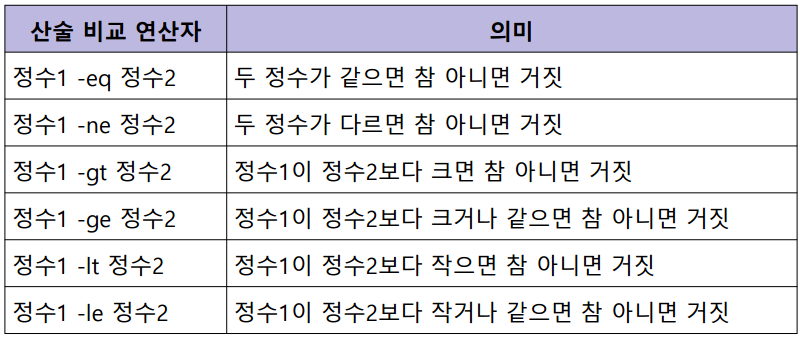 산술 비교 연산자 의미
정수1 -eq 정수2 두 정수가 같으면 참 아니면 거짓
정수1 -ne 정수2 두 정수가 다르면 참 아니면 거짓
정수1 -gt 정수2 정수1이 정수2보다 크면 참 아니면 거짓
정수1 -ge 정수2 정수1이 정수2보다 크거나 같으면 참 아니면 거짓
정수1 -lt 정수2 정수1이 정수2보다 작으면 참 아니면 거짓
정수1 -le 정수2 정수1이 정수2보다 작거나 같으면 참 아니면 거짓